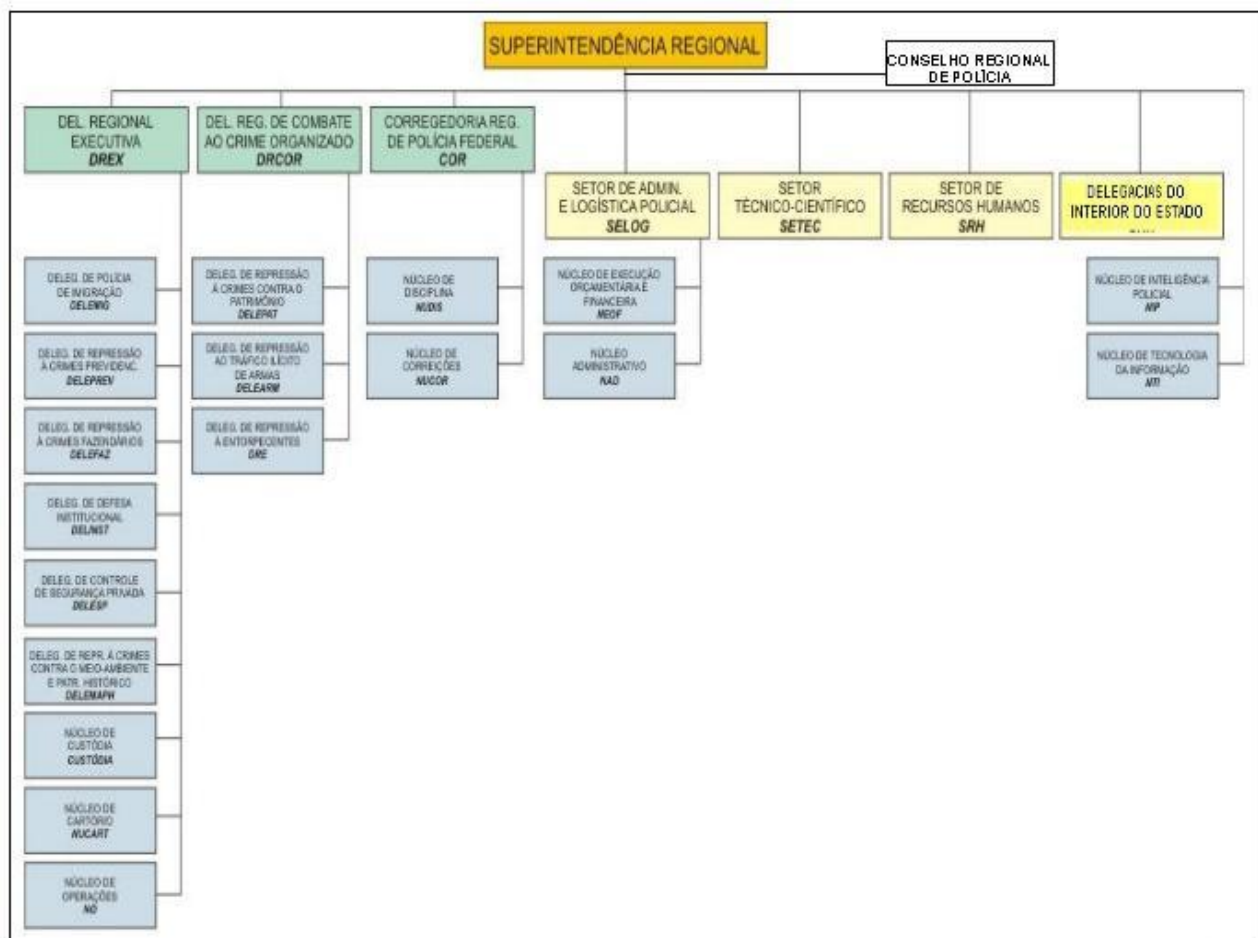 SUPERINTENDÊNCIA REGIONAL
CONSELHO REGIONAL
DE POLÍCIA
DEL. REGIONAL
EXECUTIVA
DREX
DEL. REG. DE COMBATE
AO CRIME ORGANIZADO
DRCOR
CORREGEDORIA REG.
DE POLÍCIA FEDERAL
COR
SETOR DE ADMIN.
E LOGÍSTICA POLICIAL
SELOG
SETOR
TÉCNICO-CIENTÍFICO
SETEC
SETOR DE
RECURSOS HUMANOS
SRH
DELEGACIAS DO
INTERIOR DO ESTADO
DELEG. DE POLÍCIA
DE IMIGRAÇÃO
DELEMIG
DELEG. DE REPRESSÃO
À CRIMES PREVIDENC.
DELEPREV
DELEG. DE REPRESSÃO
À CRIMES FAZENDÁRIOS
DELEFAZ
DELEG. DE DEFESA
INSTITUCIONAL
DELINST
DELEG. DE CONTROLE
DE SEGURANÇA PRIVADA
DELESP
DELEG. DE REPR. À CRIMES
CONTRA O MEIO-AMBIENTE
E PATR. HISTÓRICO
DELEMAPH
NÚCLEO DE
CUSTÓDIA
CUSTÓDIA
NÚCLEO DE
CARTÓRIO
NUCART
NÚCLEO DE
OPERAÇÕES
NO
DELEG. DE REPRESSÃO
À CRIMES CONTRA O
PATRIMÔNIO
DELEPAT
DELEG. DE REPRESSÃO
AO TRÁFICO ILÍCITO
DE ARMAS
DELEARM
DELEG. DE REPRESSÃO
À ENTORPECENTES
DRE
NÚCLEO DE
DISCIPLINA
NUDIS
NÚCLEO DE
CORREIÇÕES
NUCOR
NÚCLEO DE EXECUÇÃO
ORÇAMENTÁRIA E
FINANCEIRA
NEOF
NÚCLEO
ADMINISTRATIVO
NAD
NÚCLEO DE INTELIGÊNCIA
POLICIAL
NIP
NÚCLEO DE TECNOLOGIA
DA INFORMAÇÃO
NTI